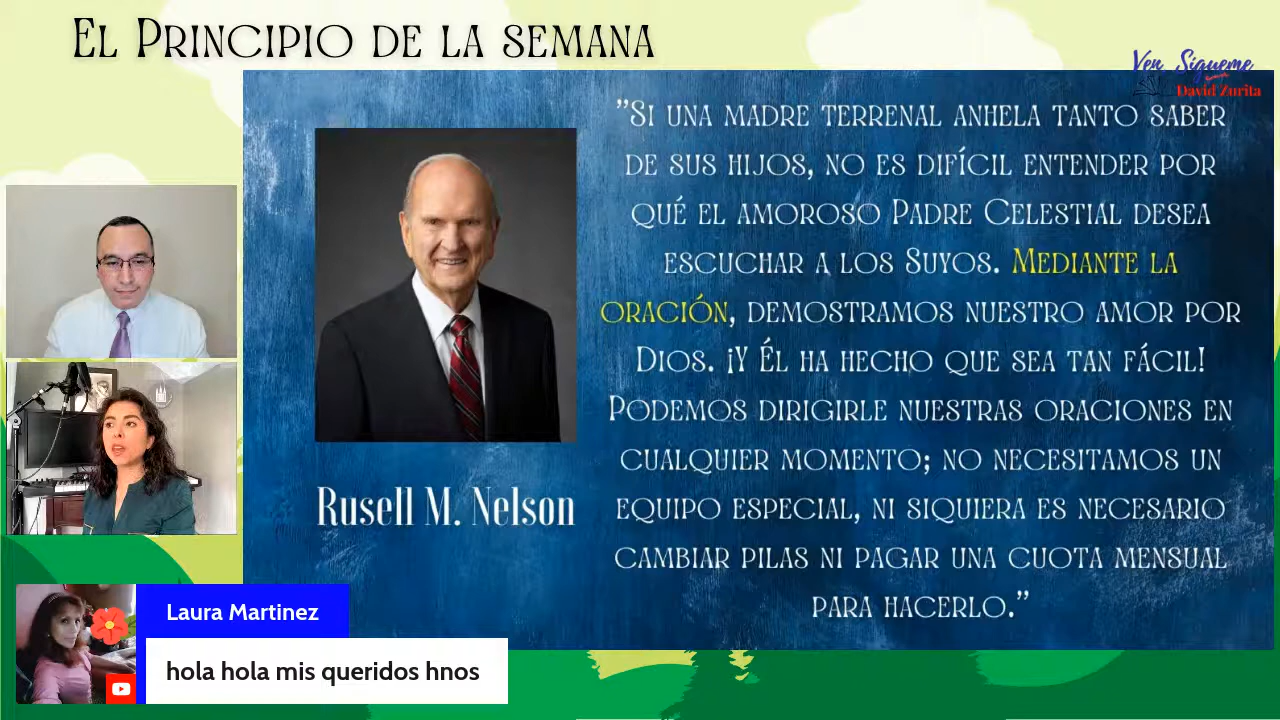 El Principio de la semana
Ven Sígueme
David Zurita
"Si una madre terrenal anhela tanto saber
de sus hijos, no es difícil entender por
qué el amoroso Padre Celestial desea
escuchar a los Suyos. Mediante la
oración, demostramos nuestro amor por
Dios. ¡Y Él ha hecho que sea tan fácil!
Podemos dirigirle nuestras oraciones en
cualquier momento; no necesitamos un
equipo especial, ni siquiera es necesario
cambiar pilas ni pagar una cuota mensual
para hacerlo."
Rusell M. Nelson
Laura Martinez
hola hola mis queridos hnos